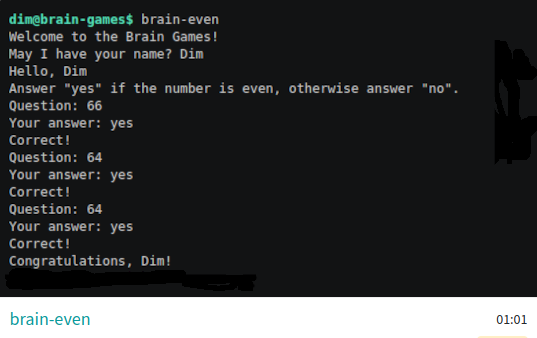 dim@brain-games$ brain-even
Welcome to the Brain Games!
May I have your name? Dim
Hello, Dim
Answer "yes" if the number is even, otherwise answer "no".
Question: 66
Your answer: yes
Correct!
Question: 64
Your answer: yes
Correct!
Question: 64
Your answer: yes
Correct!
Congratulations, Dim!
brain-even 01:01